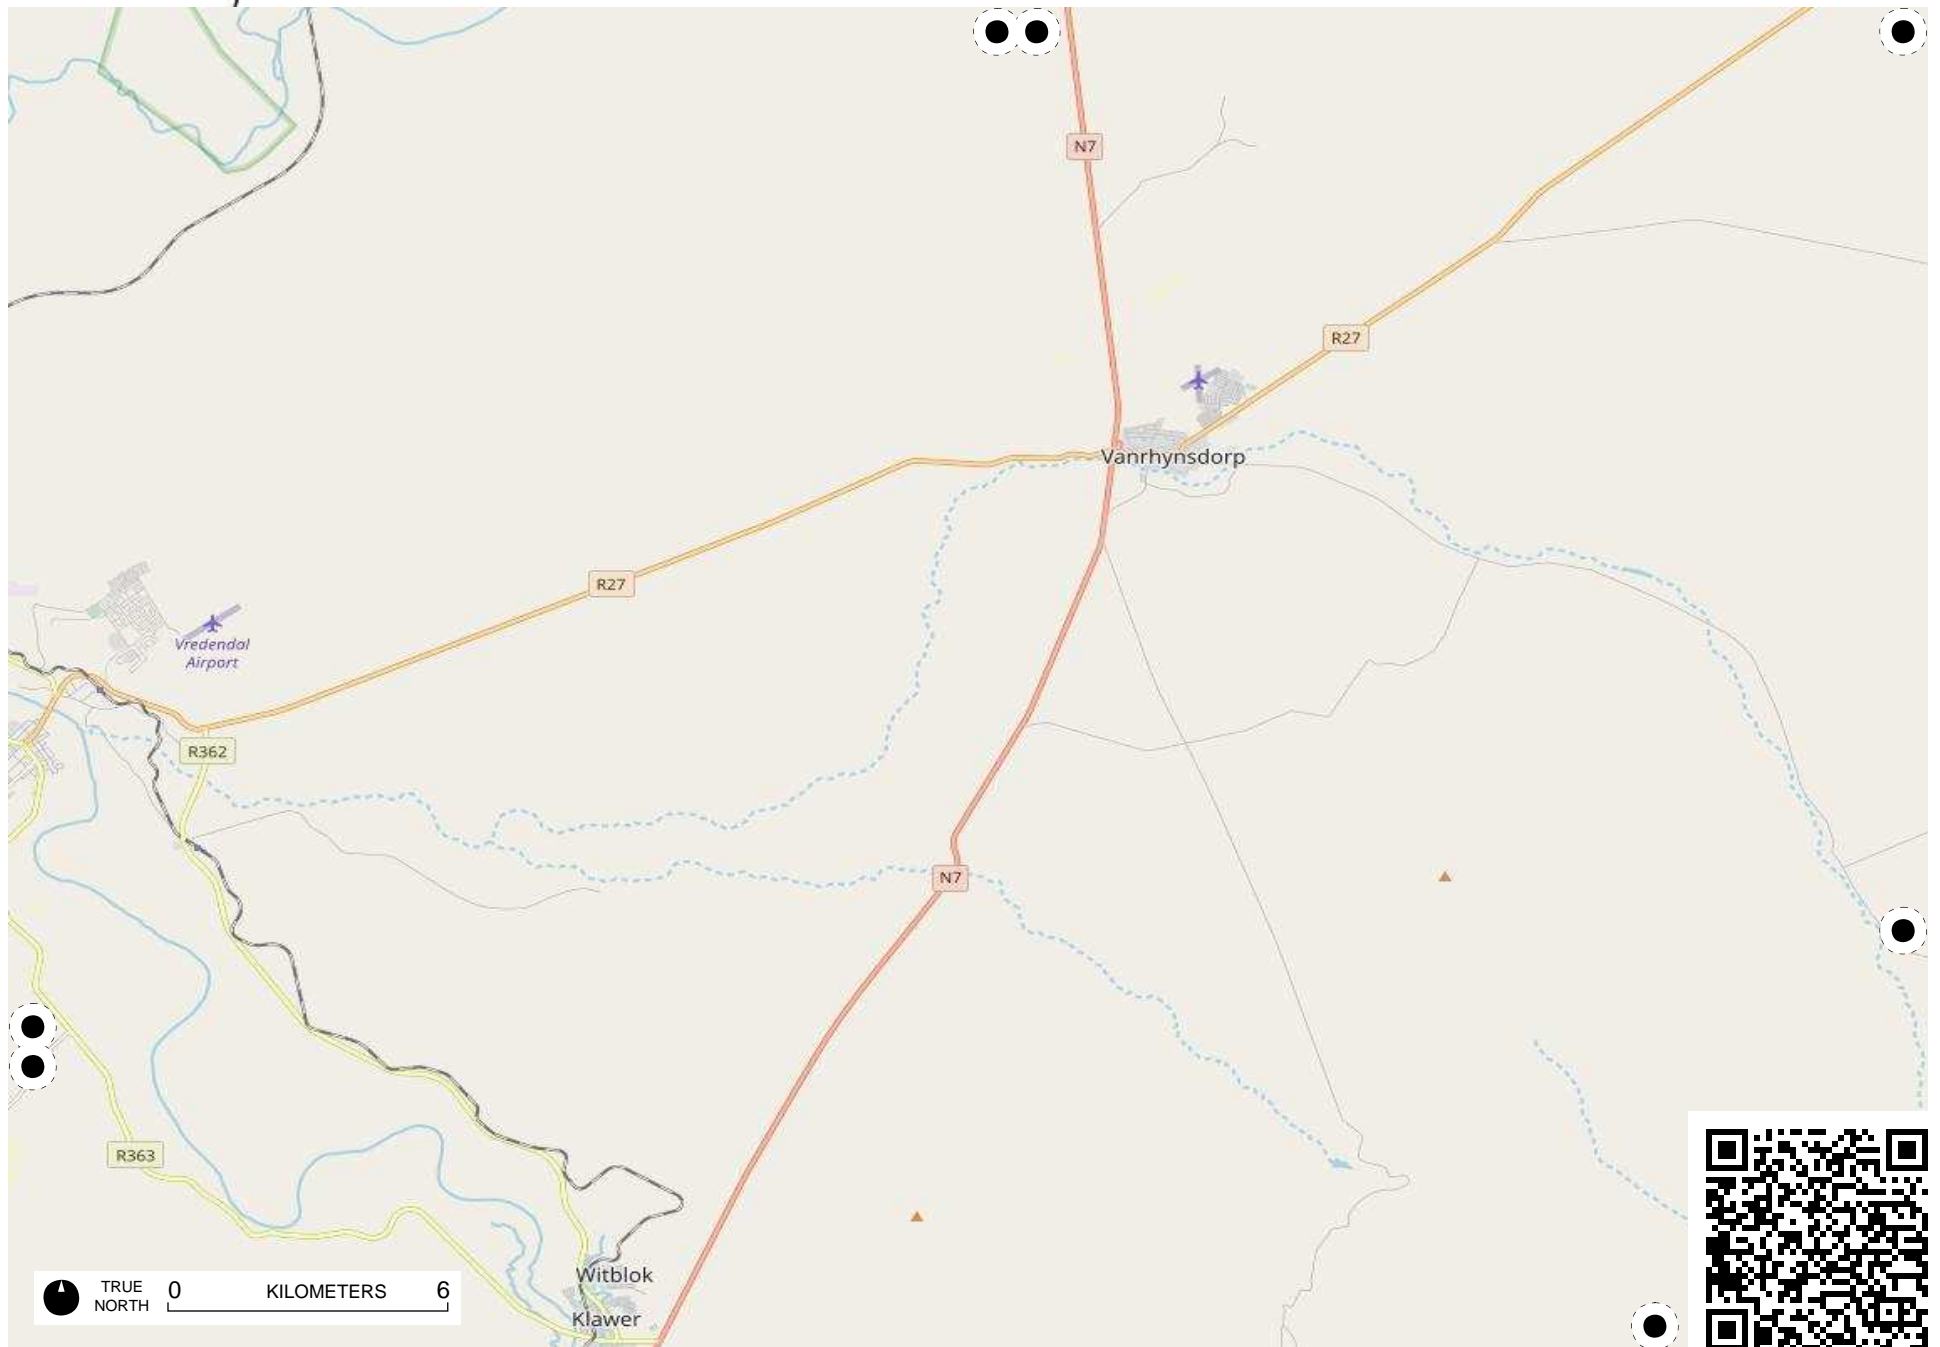 N7
R27
Vanrhynsdorp
R27
Vredendal
Airport
R362
N7
R363
Witblok
Klawer
TRUE
NORTH
0
KILOMETERS
6